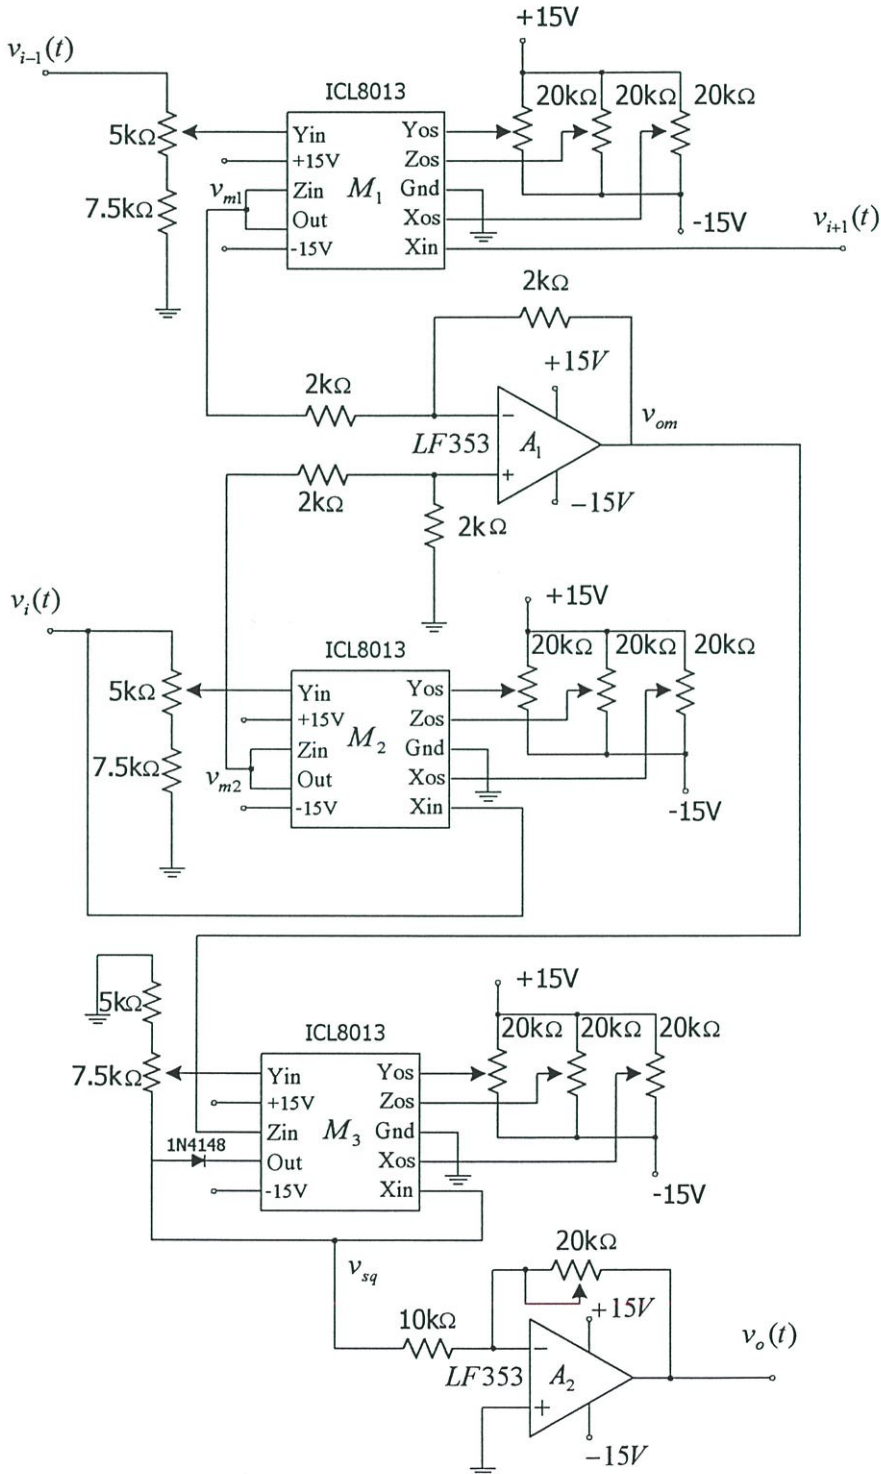 +15V
v_{i-1}(t)
ICL8013
20kΩ 20kΩ 20kΩ
5kΩ
Yin Yos
+15V Zos
v_{m1} Zin M_1 Gnd
7.5kΩ
Out Xos
-15V
v_{i+1}(t)
-15V Xin
2kΩ
+15V
2kΩ
v_{om}
LF353 A_1
−
+
2kΩ
-15V
2kΩ
v_i(t)
+15V
ICL8013
20kΩ 20kΩ 20kΩ
5kΩ
Yin Yos
+15V Zos
M_2
7.5kΩ
Zin Gnd
v_{m2}
Out Xos
-15V Xin
-15V
+15V
5kΩ
ICL8013
20kΩ 20kΩ 20kΩ
7.5kΩ
Yin Yos
+15V Zos
Zin M_3 Gnd
1N4148
Out Xos
-15V Xin
-15V
20kΩ
v_{sq}
+15V
10kΩ
v_o(t)
LF353 A_2
−
+
-15V